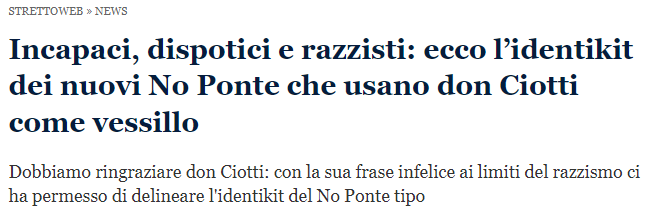 STRETTOWEB » NEWS
Incapaci, dispotici e razzisti: ecco l’identikit
dei nuovi No Ponte che usano don Ciotti
come vessillo
Dobbiamo ringraziare don Ciotti: con la sua frase infelice ai limiti del razzismo ci
ha permesso di delineare l'identikit del No Ponte tipo